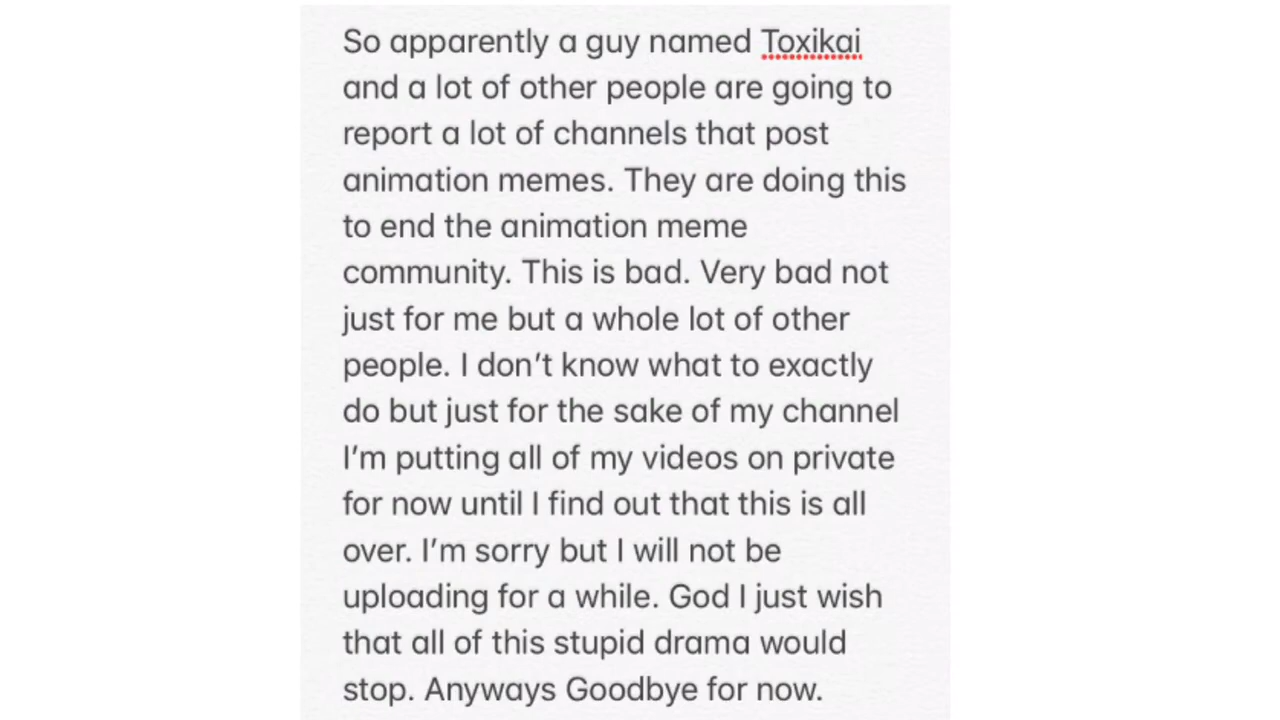 So apparently a guy named Toxikai
and a lot of other people are going to
report a lot of channels that post
animation memes. They are doing this
to end the animation meme
community. This is bad. Very bad not
just for me but a whole lot of other
people. I don’t know what to exactly
do but just for the sake of my channel
I’m putting all of my videos on private
for now until I find out that this is all
over. I’m sorry but I will not be
uploading for a while. God I just wish
that all of this stupid drama would
stop. Anyways Goodbye for now.